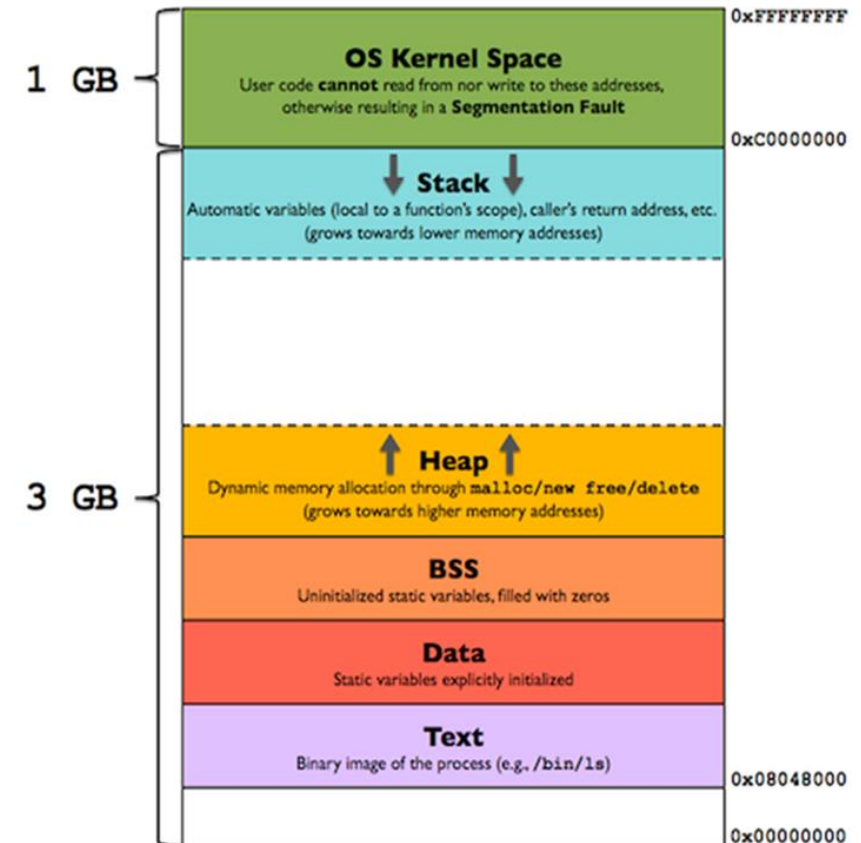 0xFFFFFFFF
OS Kernel Space
1 GB
User code cannot read from nor write to these addresses,
otherwise resulting in a Segmentation Fault
0xC0000000
Stack
Automatic variables (local to a function's scope), caller's return address, etc.
(grows towards lower memory addresses)
Heap
3 GB
Dynamic memory allocation through malloc/new free/delete
(grows towards higher memory addresses)
BSS
Uninitialized static variables, filled with zeros
Data
Static variables explicitly initialized
Text
Binary image of the process (e.g., /bin/ls)
0x08048000
0x00000000